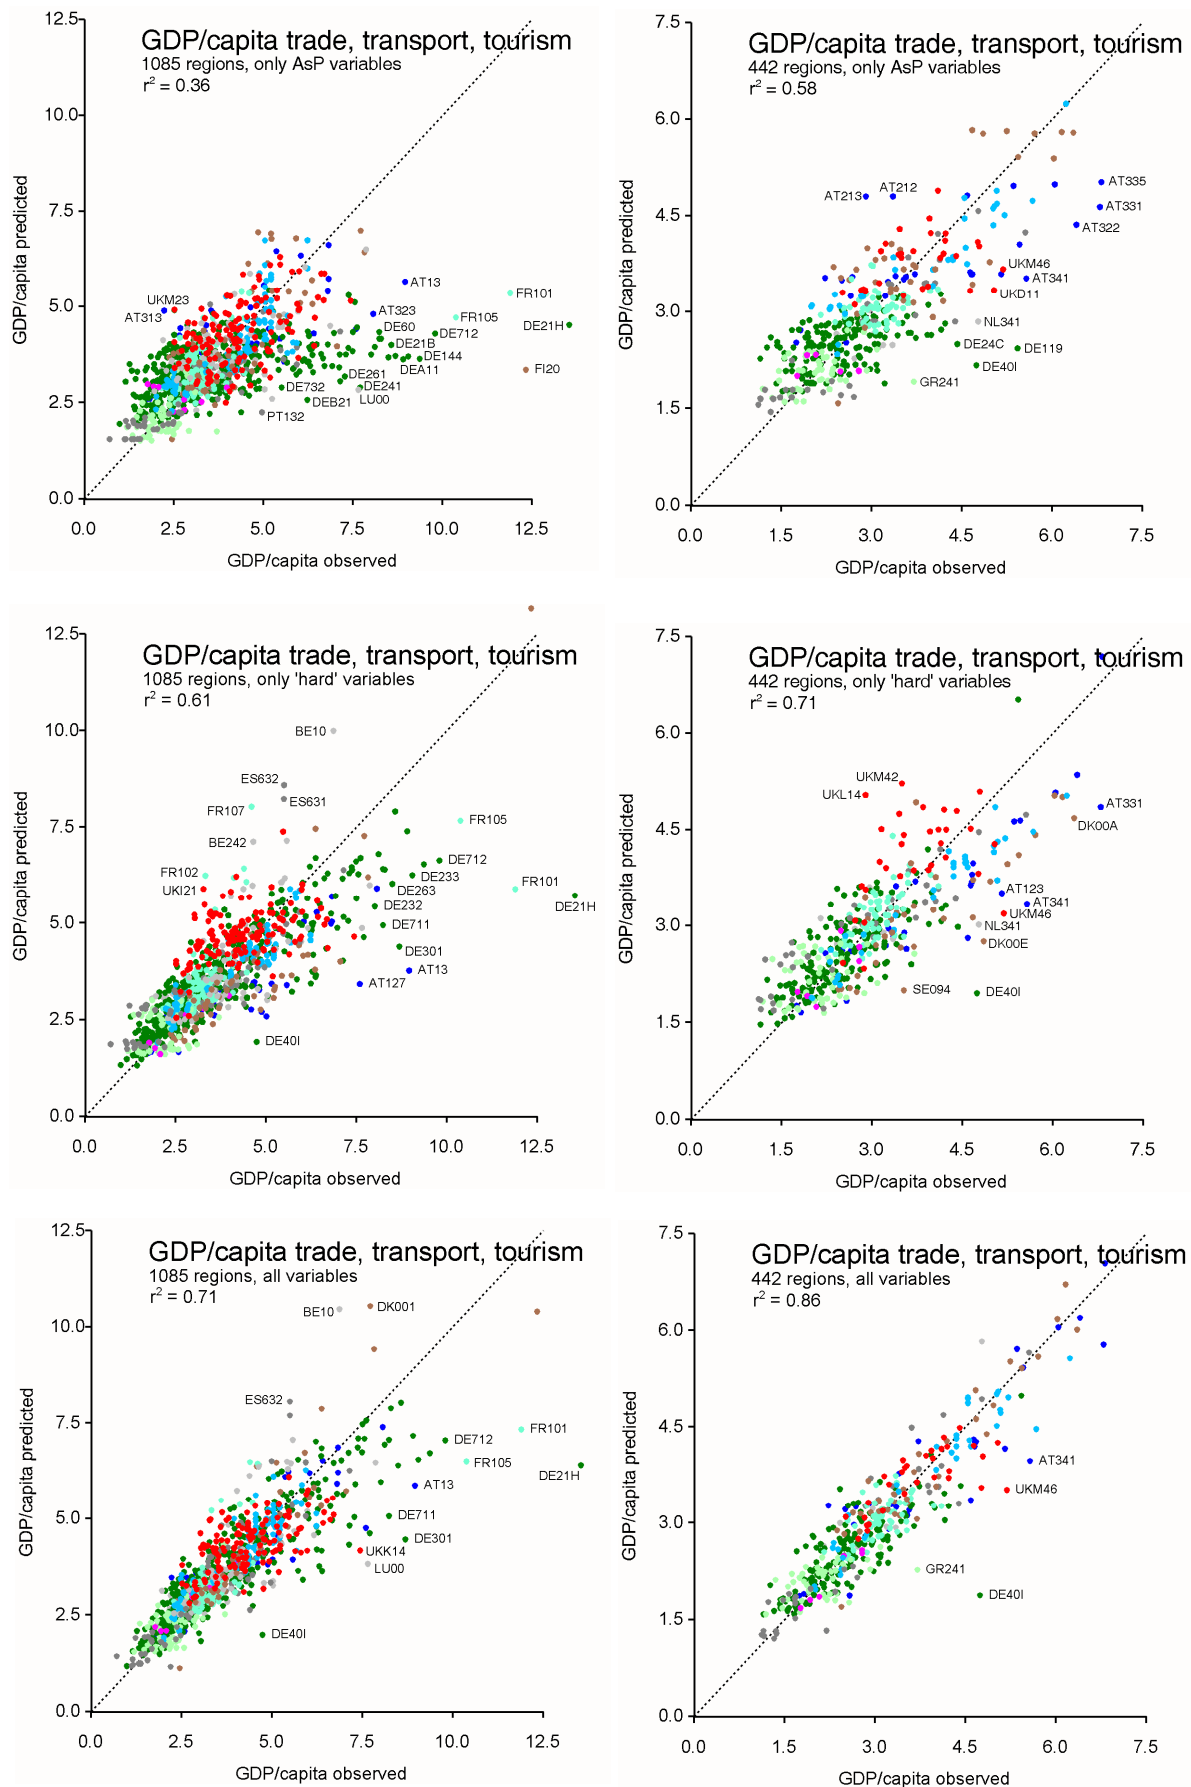 GDP/capita trade, transport, tourism
1085 regions, only AsP variables
r² = 0.36
GDP/capita predicted
12.5
10.0
7.5
5.0
2.5
0.0
UKM23
AT313
AT13
AT323
FR101
FR105
DE60
DE712
DE21H
DE21B
DE144
DEA11
FI20
DE261
DE732
DE241
DEB21
LU00
PT132
0.0 2.5 5.0 7.5 10.0 12.5
GDP/capita observed
GDP/capita trade, transport, tourism
442 regions, only AsP variables
r² = 0.58
GDP/capita predicted
7.5
6.0
4.5
3.0
1.5
0.0
AT213
AT212
AT335
AT331
AT322
UKM46
AT341
UKD11
NL341
DE24C
DE119
DE40I
GR241
0.0 1.5 3.0 4.5 6.0 7.5
GDP/capita observed
GDP/capita trade, transport, tourism
1085 regions, only 'hard' variables
r² = 0.61
GDP/capita predicted
12.5
10.0
7.5
5.0
2.5
0.0
BE10
ES632
ES631
FR107
FR105
BE242
DE712
FR102
DE233
UKI21
DE263
FR101
DE232
DE21H
DE711
DE301
AT13
AT127
DE40I
0.0 2.5 5.0 7.5 10.0 12.5
GDP/capita observed
GDP/capita trade, transport, tourism
442 regions, only 'hard' variables
r² = 0.71
GDP/capita predicted
7.5
6.0
4.5
3.0
1.5
0.0
UKM42
UKL14
AT331
DK00A
AT123
AT341
UKM46
NL341
DK00E
SE094
DE40I
0.0 1.5 3.0 4.5 6.0 7.5
GDP/capita observed
GDP/capita trade, transport, tourism
1085 regions, all variables
r² = 0.71
GDP/capita predicted
12.5
10.0
7.5
5.0
2.5
0.0
BE10
DK001
ES632
FR101
DE712
FR105
DE21H
AT13
DE711
DE301
UKK14
LU00
DE40I
0.0 2.5 5.0 7.5 10.0 12.5
GDP/capita observed
GDP/capita trade, transport, tourism
442 regions, all variables
r² = 0.86
GDP/capita predicted
7.5
6.0
4.5
3.0
1.5
0.0
AT341
UKM46
GR241
DE40I
0.0 1.5 3.0 4.5 6.0 7.5
GDP/capita observed